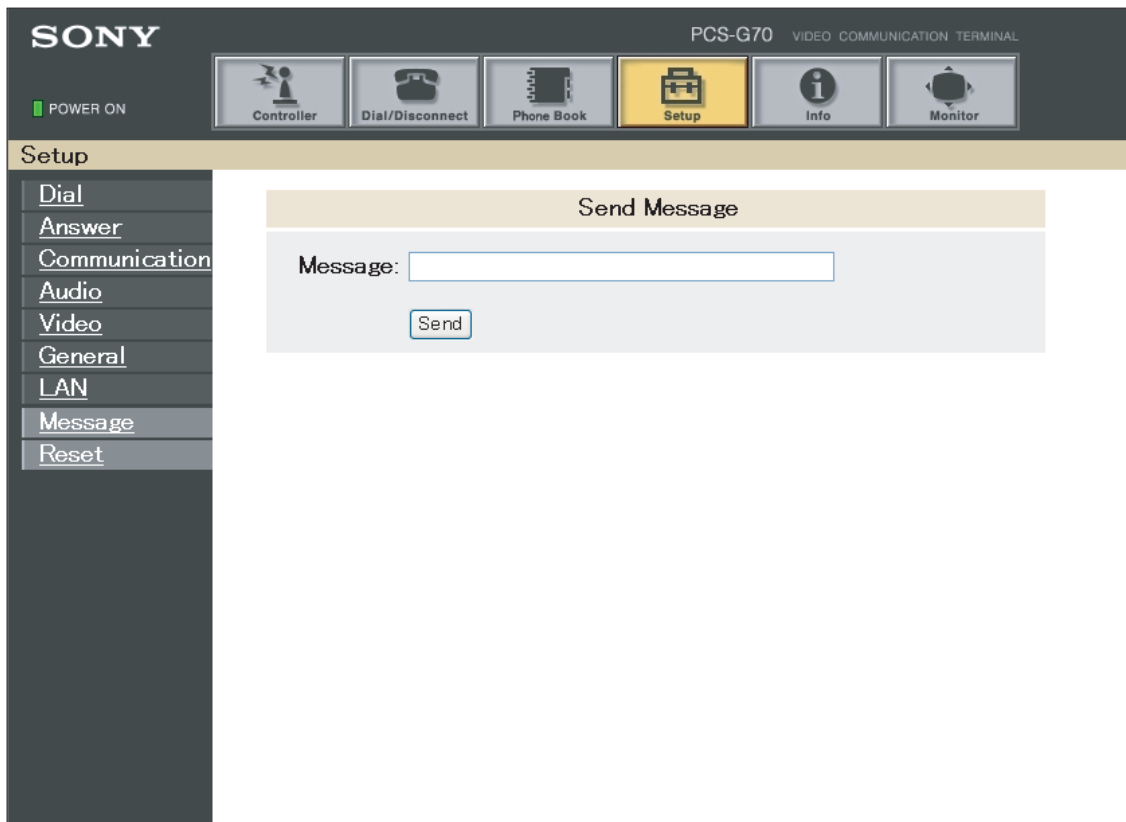 SONY
PCS-G70 VIDEO COMMUNICATION TERMINAL
POWER ON
Controller
Dial/Disconnect
Phone Book
Setup
Info
Monitor
Setup
Dial
Answer
Communication
Audio
Video
General
LAN
Message
Reset
Send Message
Message:
Send